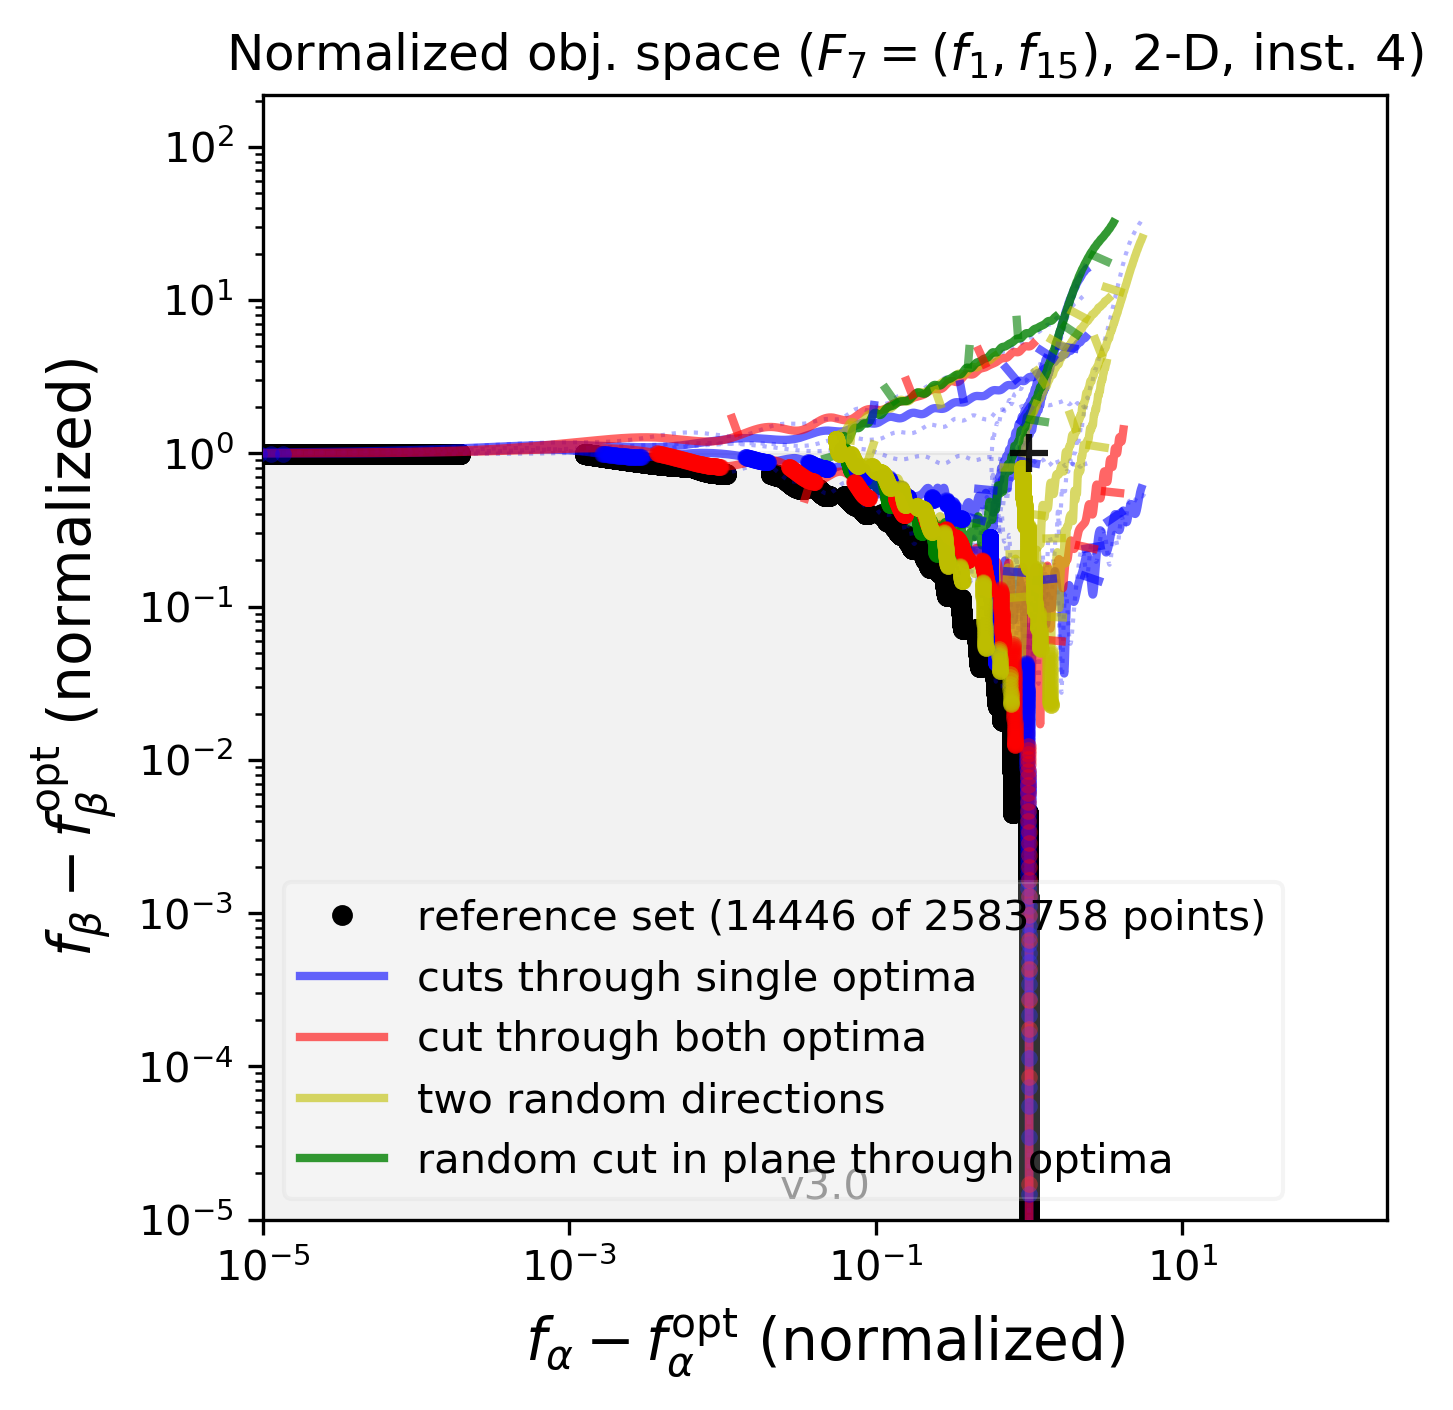 Normalized obj. space (F₇ = (f₁, f₁₅), 2-D, inst. 4)
f_β − f_β^opt (normalized)
10²
10¹
10⁰
10⁻¹
10⁻²
10⁻³
10⁻⁴
10⁻⁵
reference set (14446 of 2583758 points)
cuts through single optima
cut through both optima
two random directions
random cut in plane through optima
v3.0
10⁻⁵ 10⁻³ 10⁻¹ 10¹
f_α − f_α^opt (normalized)